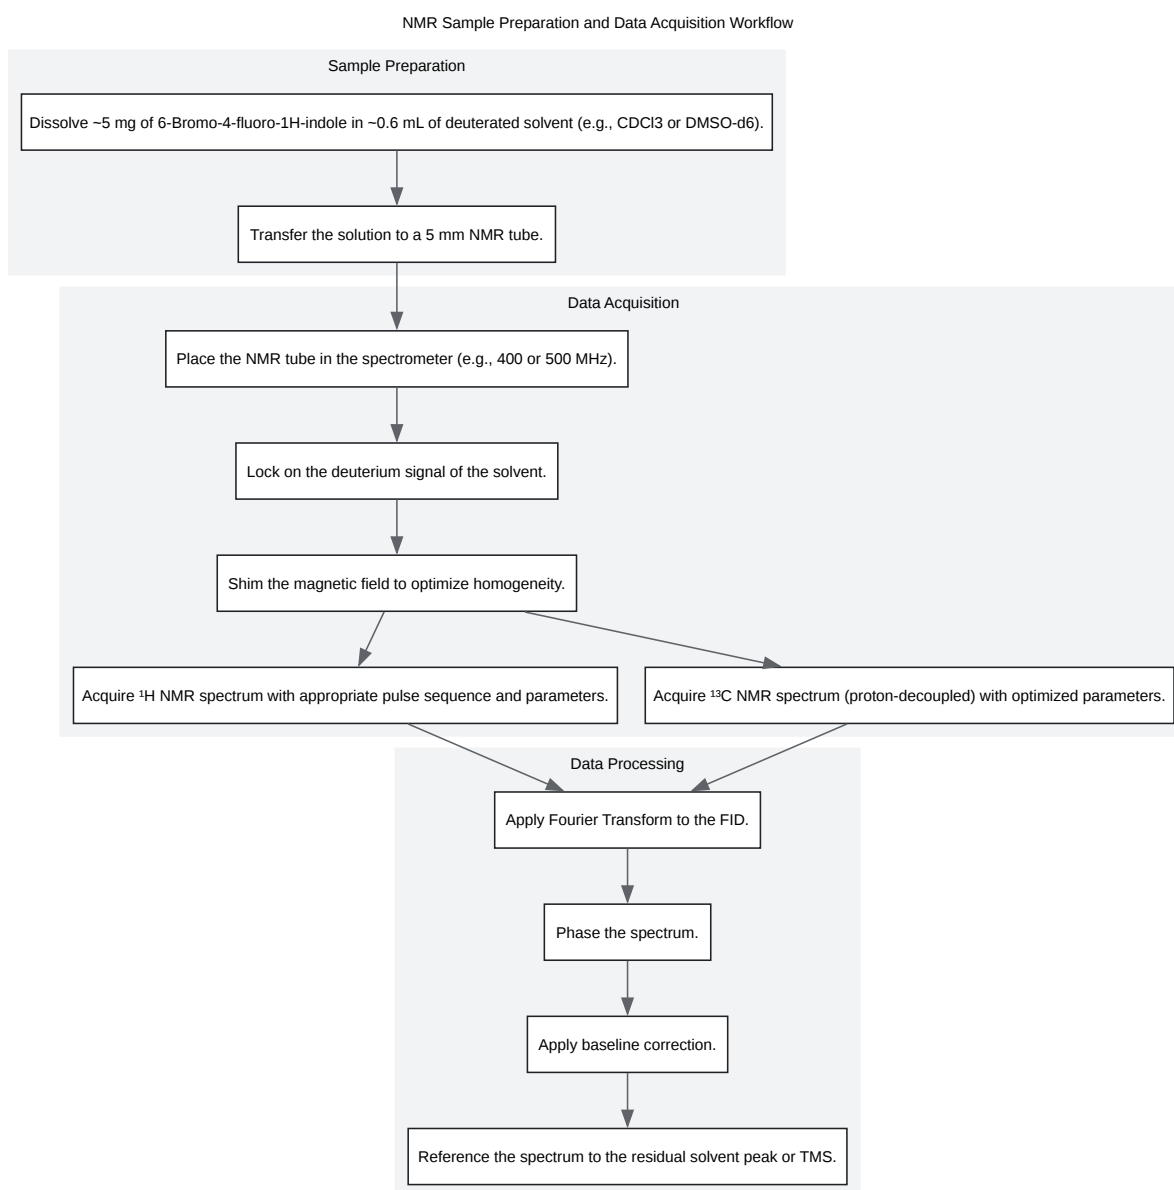 NMR Sample Preparation and Data Acquisition Workflow
Sample Preparation
Dissolve ~5 mg of 6-Bromo-4-fluoro-1H-indole in ~0.6 mL of deuterated solvent (e.g., CDCl3 or DMSO-d6).
Transfer the solution to a 5 mm NMR tube.
Data Acquisition
Place the NMR tube in the spectrometer (e.g., 400 or 500 MHz).
Lock on the deuterium signal of the solvent.
Shim the magnetic field to optimize homogeneity.
Acquire ¹H NMR spectrum with appropriate pulse sequence and parameters.
Acquire ¹³C NMR spectrum (proton-decoupled) with optimized parameters.
Data Processing
Apply Fourier Transform to the FID.
Phase the spectrum.
Apply baseline correction.
Reference the spectrum to the residual solvent peak or TMS.